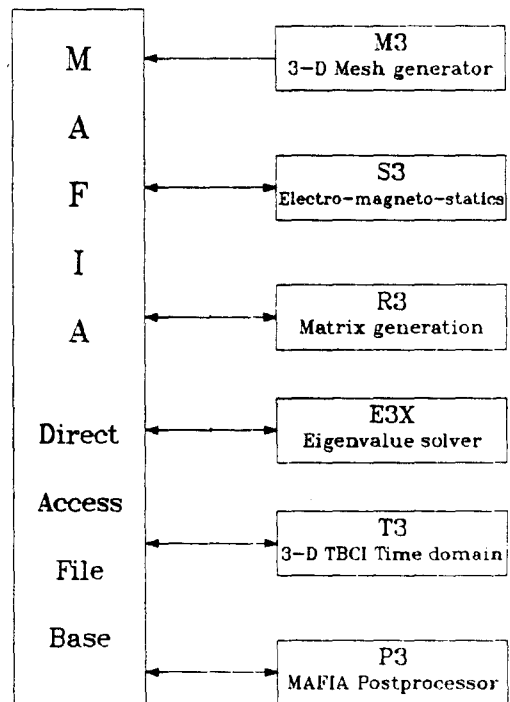 M
A
F
I
A
Direct
Access
File
Base
M3
3-D Mesh generator
S3
Electro-magneto-statics
R3
Matrix generation
E3X
Eigenvalue solver
T3
3-D TBCI Time domain
P3
MAFIA Postprocessor